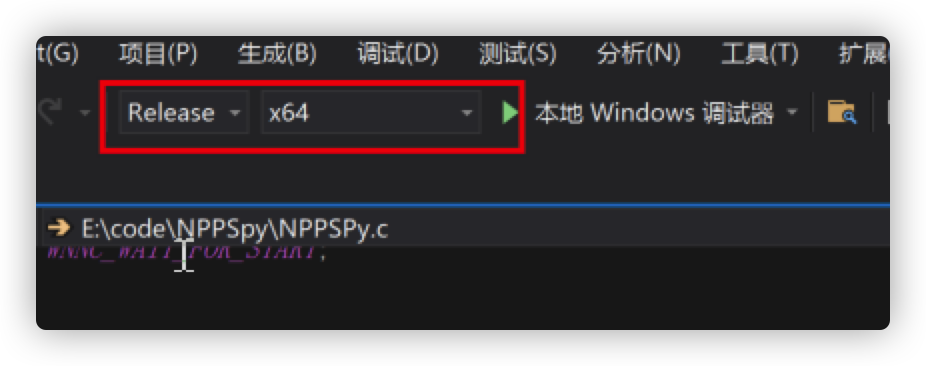 t(G) 项目(P) 生成(B) 调试(D) 测试(S) 分析(N) 工具(T) 扩展(
Release x64 本地 Windows 调试器
E:\code\NPPSpy\NPPSPy.c
WNNC_WAIT_FOR_START;